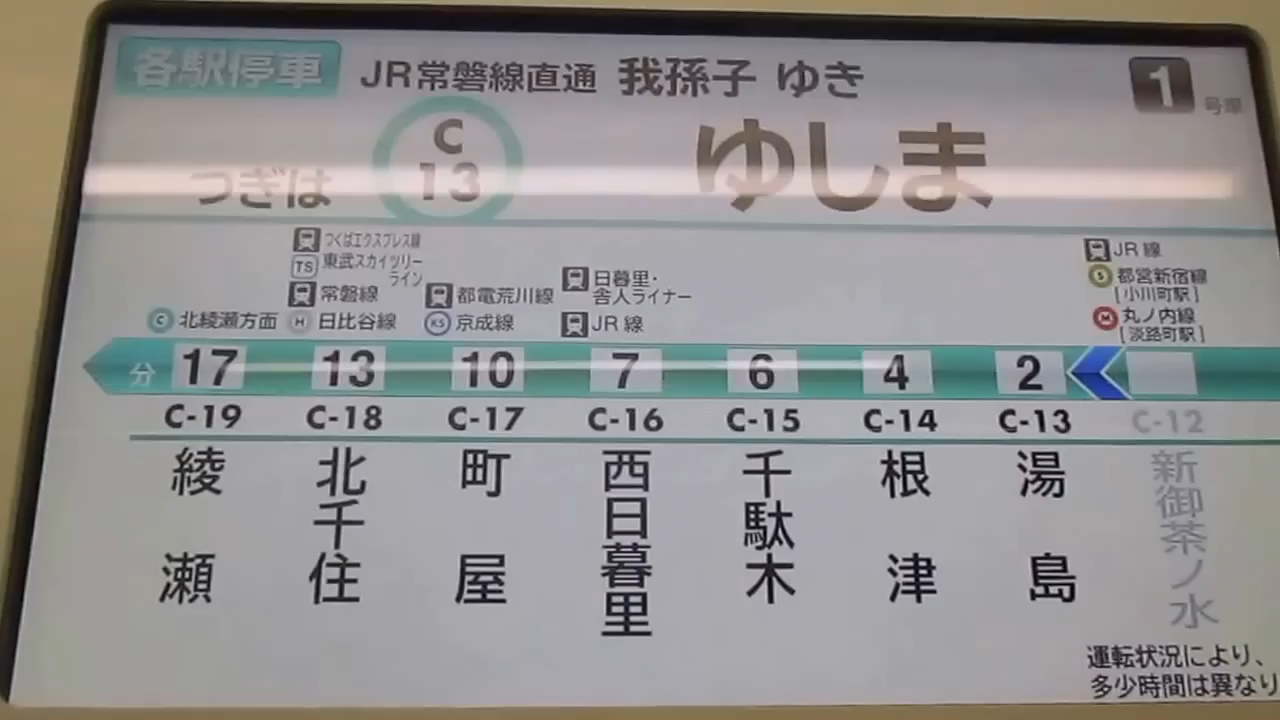 各駅停車 JR常磐線直通 我孫子 ゆき 1 号車
つぎは C 13 ゆしま
つくばエクスプレス線
TS 東武スカイツリーライン
常磐線
C 北綾瀬方面 H 日比谷線
都電荒川線
KS 京成線
日暮里・舎人ライナー
JR線
JR線
S 都営新宿線
[小川町駅]
M 丸ノ内線
[淡路町駅]
分 17 13 10 7 6 4 2
C-19 C-18 C-17 C-16 C-15 C-14 C-13 C-12
綾瀬 北千住 町屋 西日暮里 千駄木 根津 湯島 新御茶ノ水
運転状況により、
多少時間は異なり